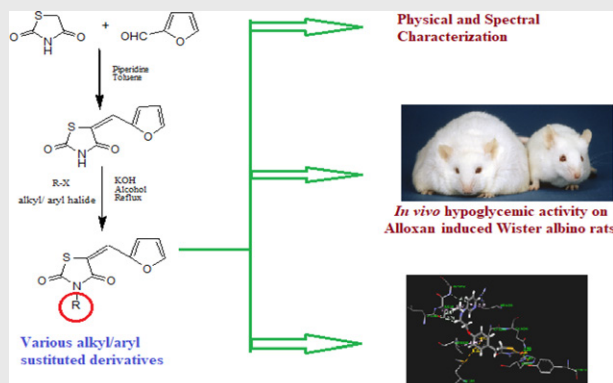 S
O
N
H
O
+
OHC
O
Piperidine
Toluene
S
O
N
H
O
O
R-X
alkyl/ aryl halide
KOH
Alcohol
Reflux
S
O
N
O
O
R
Various alkyl/aryl
sustituted derivatives
Physical and Spectral
Characterization
In vivo hypoglycemic activity on
Alloxan induced Wister albino rats